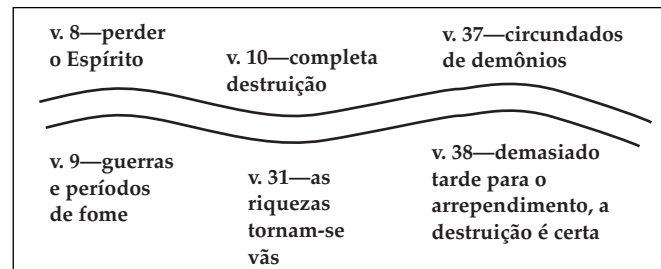 v. 8—perder
o Espírito
v. 10—completa
destruição
v. 37—circundados
de demônios
v. 9—guerras
e períodos
de fome
v. 31—as
riquezas
tornam-se
vãs
v. 38—demasiado
tarde para o
arrependimento, a
destruição é certa